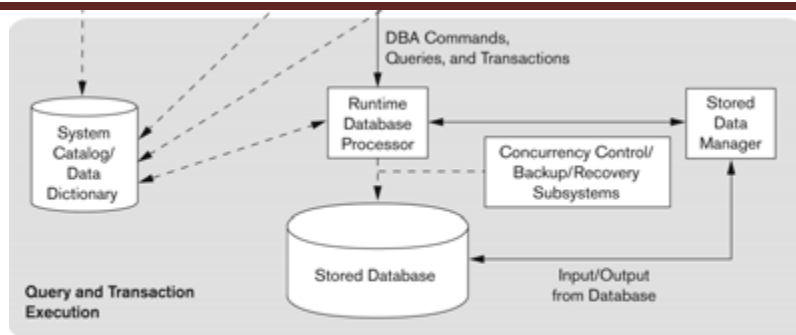 DBA Commands,
Queries, and Transactions
System
Catalog/
Data
Dictionary
Runtime
Database
Processor
Stored
Data
Manager
Concurrency Control/
Backup/Recovery
Subsystems
Stored Database
Input/Output
from Database
Query and Transaction
Execution